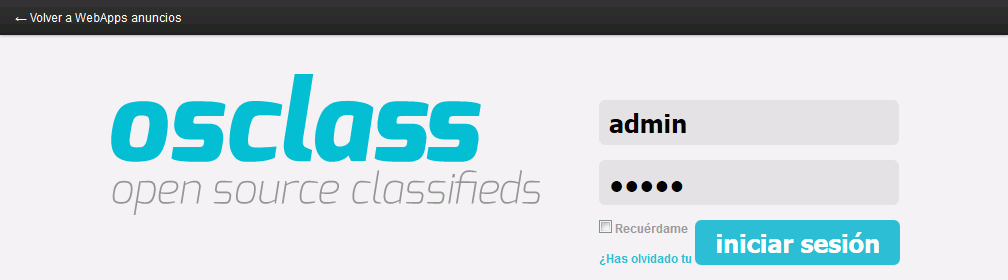 ← Volver a WebApps anuncios
osclass
open source classifieds
admin
●●●●●
Recuérdame
iniciar sesión
¿Has olvidado tu